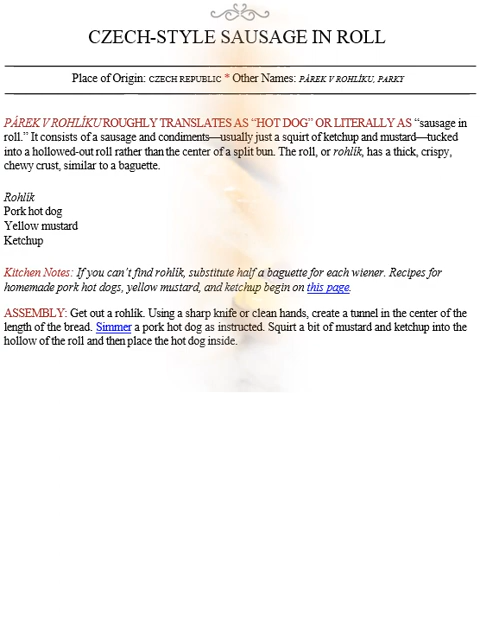 CZECH-STYLE SAUSAGE IN ROLL
Place of Origin: CZECH REPUBLIC * Other Names: PÁREK V ROHLÍKU, PARKY
PÁREK V ROHLÍKU ROUGHLY TRANSLATES AS “HOT DOG” OR LITERALLY AS “sausage in
roll.” It consists of a sausage and condiments—usually just a squirt of ketchup and mustard—tucked
into a hollowed-out roll rather than the center of a split bun. The roll, or rohlik, has a thick, crispy,
chewy crust, similar to a baguette.
Rohlik
Pork hot dog
Yellow mustard
Ketchup
Kitchen Notes: If you can’t find rohlik, substitute half a baguette for each wiener. Recipes for
homemade pork hot dogs, yellow mustard, and ketchup begin on this page.
ASSEMBLY: Get out a rohlik. Using a sharp knife or clean hands, create a tunnel in the center of the
length of the bread. Simmer a pork hot dog as instructed. Squirt a bit of mustard and ketchup into the
hollow of the roll and then place the hot dog inside.